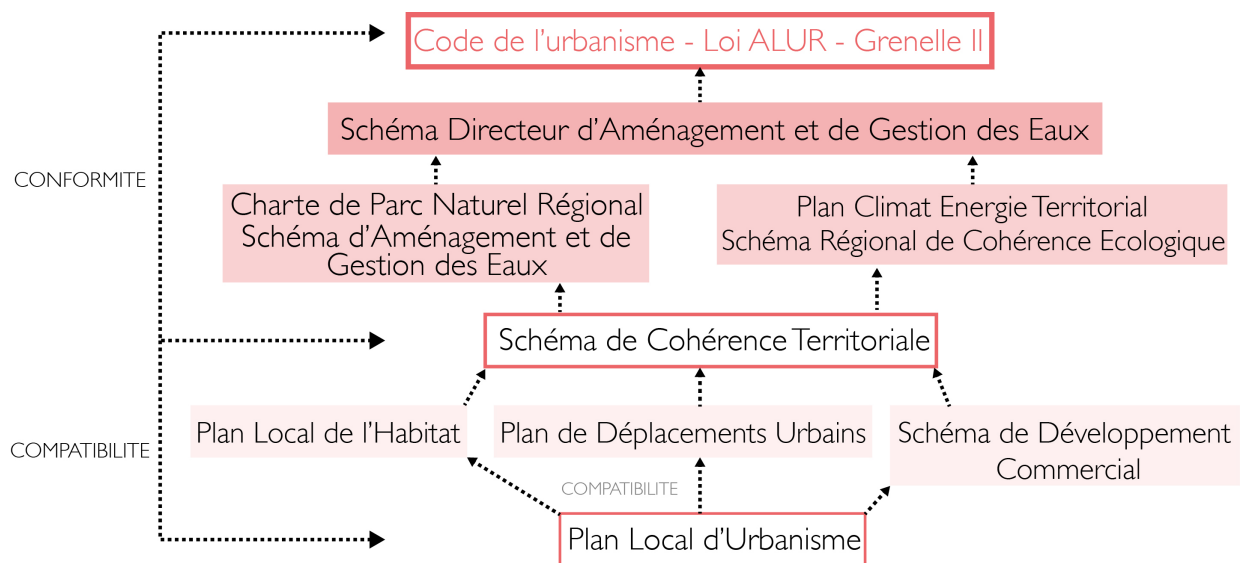 Code de l'urbanisme - Loi ALUR - Grenelle II
Schéma Directeur d'Aménagement et de Gestion des Eaux
CONFORMITE
Charte de Parc Naturel Régional
Schéma d'Aménagement et de
Gestion des Eaux
Plan Climat Energie Territorial
Schéma Régional de Cohérence Ecologique
Schéma de Cohérence Territoriale
COMPATIBILITE
Plan Local de l'Habitat
Plan de Déplacements Urbains
Schéma de Développement
Commercial
COMPATIBILITE
Plan Local d'Urbanisme